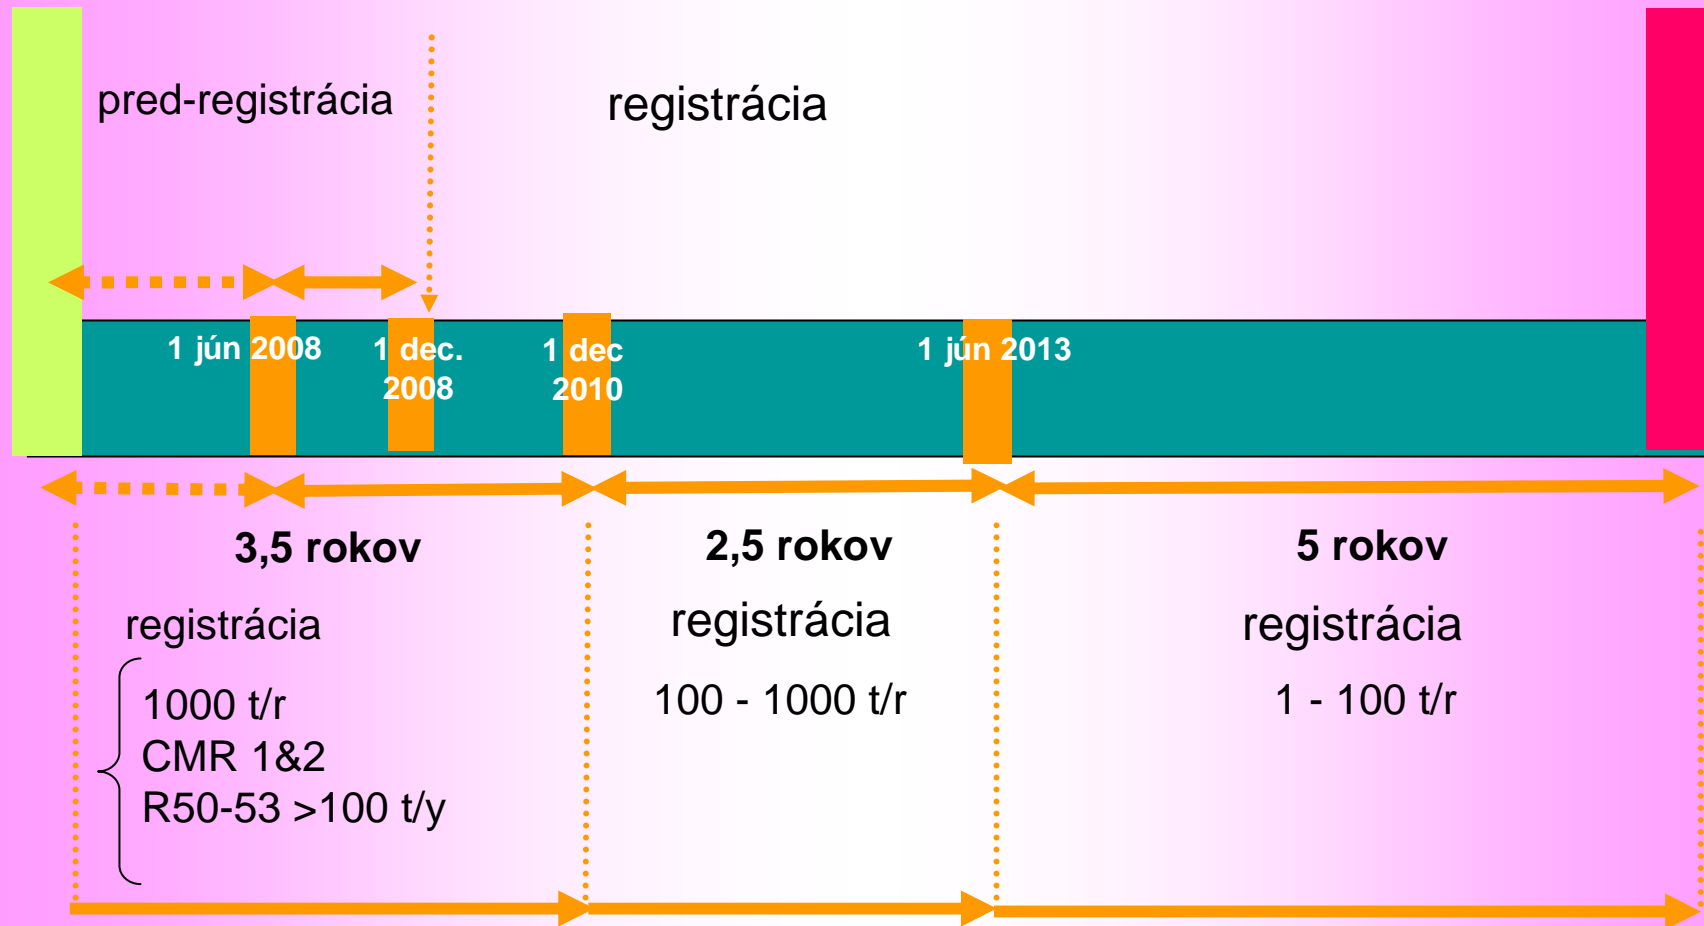 pred-registrácia
registrácia
1 jún 2008
1 dec.
2008
1 dec
2010
1 jún 2013
3,5 rokov
registrácia
1000 t/r
CMR 1&2
R50-53 >100 t/y
2,5 rokov
registrácia
100 - 1000 t/r
5 rokov
registrácia
1 - 100 t/r